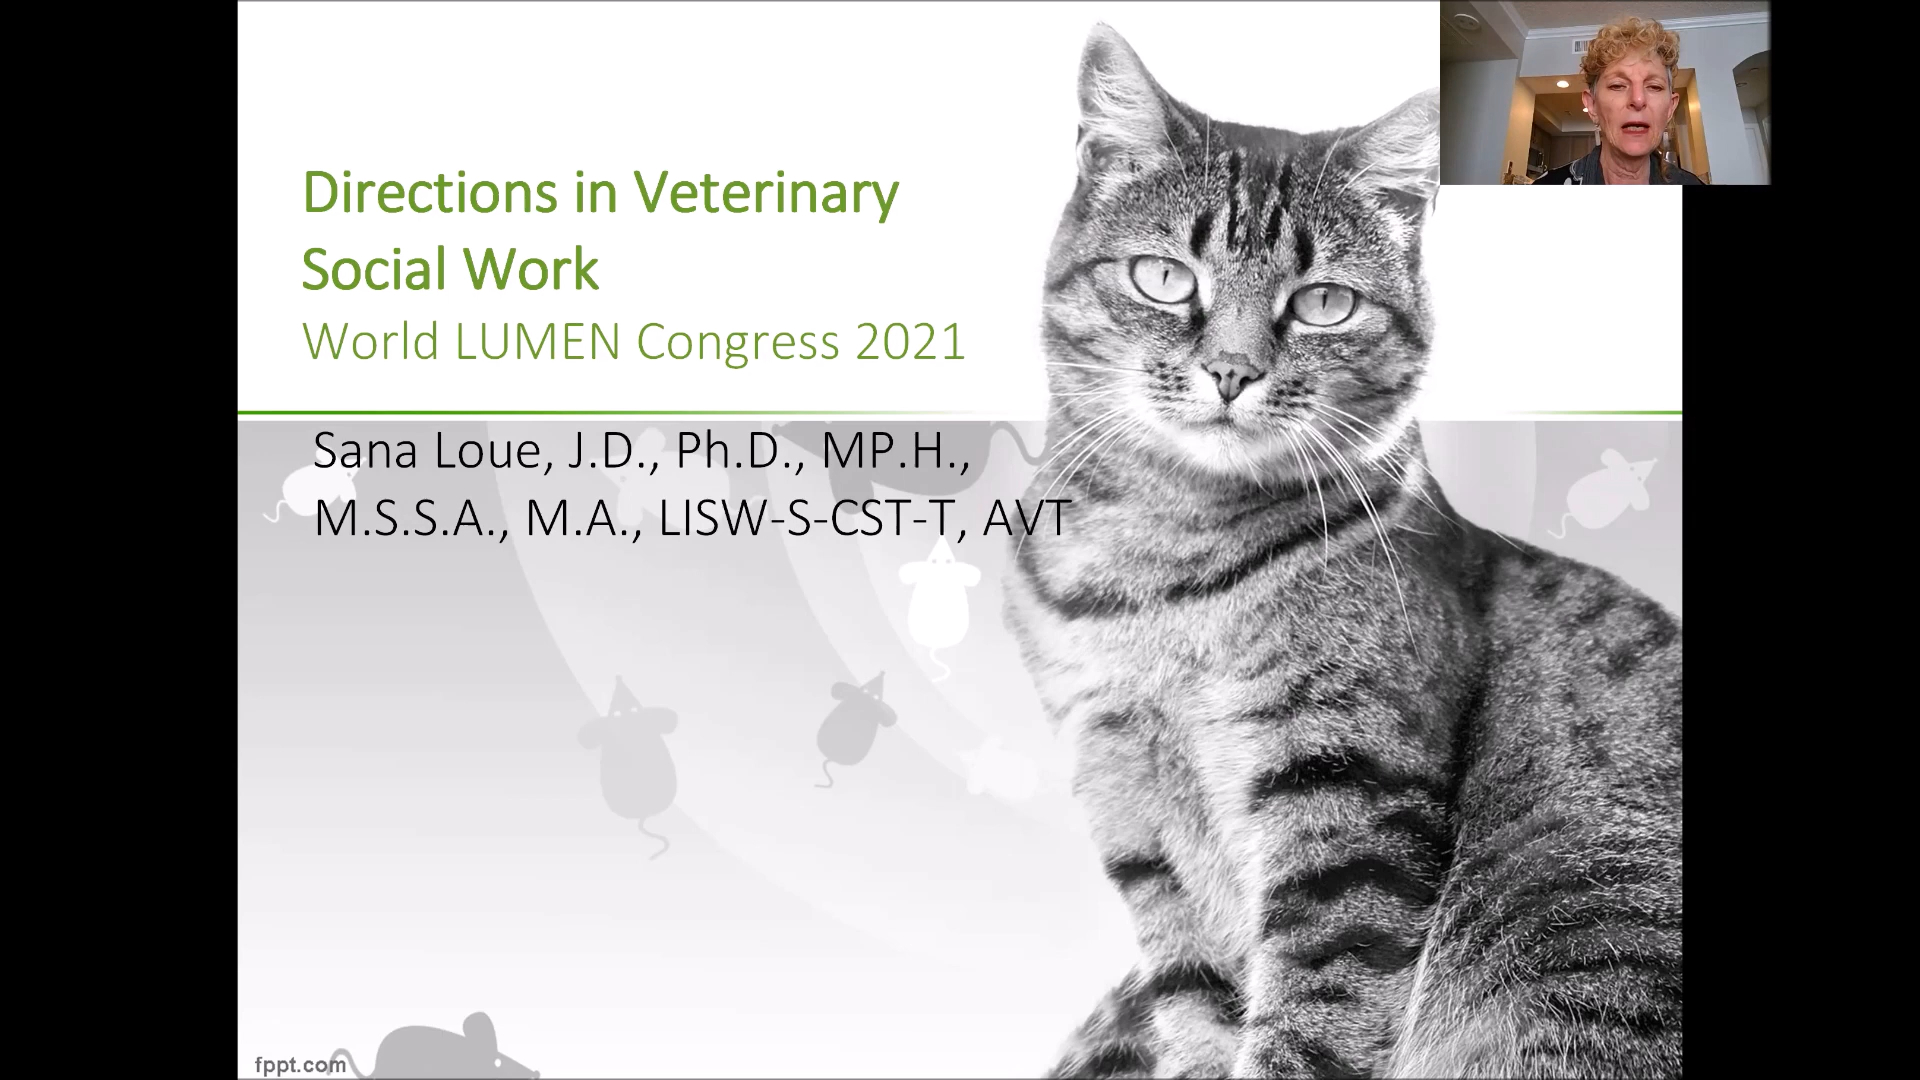 Directions in Veterinary
Social Work
World LUMEN Congress 2021
Sana Loue, J.D., Ph.D., MP.H.,
M.S.S.A., M.A., LISW-S-CST-T, AVT
fppt.com